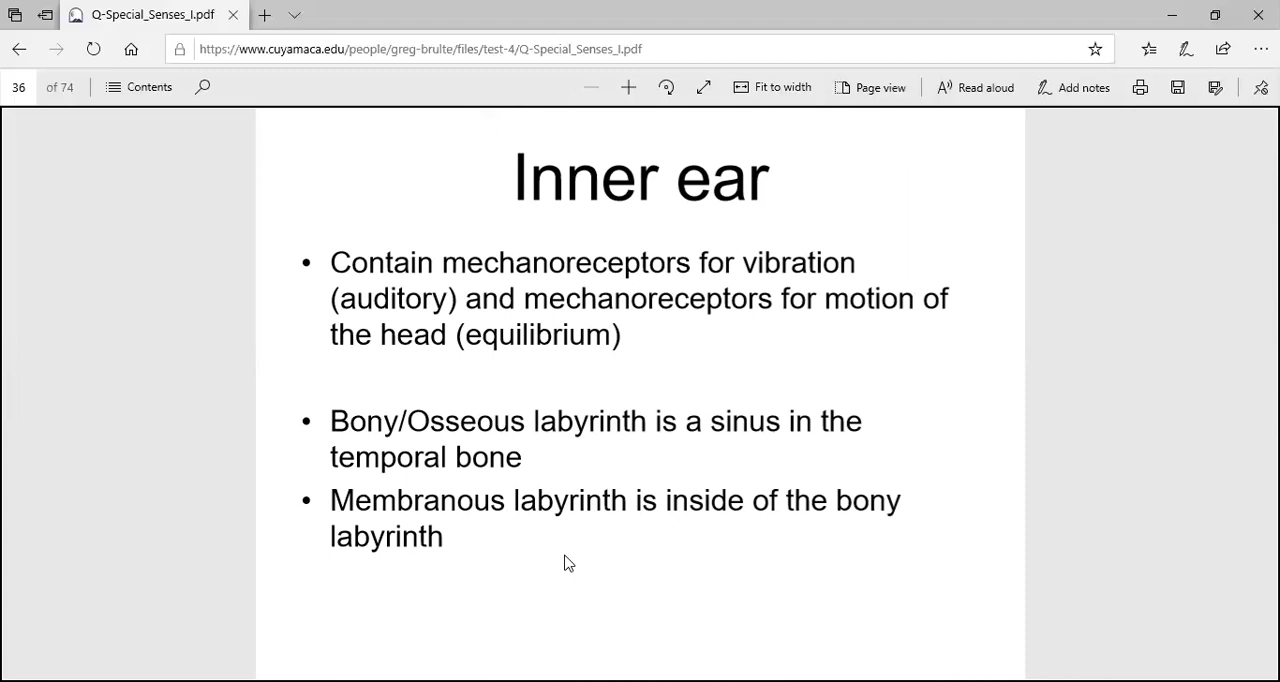 Q-Special_Senses_I.pdf
https://www.cuyamaca.edu/people/greg-brulte/files/test-4/Q-Special_Senses_I.pdf
36 of 74 Contents Fit to width Page view Read aloud Add notes
Inner ear
• Contain mechanoreceptors for vibration
(auditory) and mechanoreceptors for motion of
the head (equilibrium)
• Bony/Osseous labyrinth is a sinus in the
temporal bone
• Membranous labyrinth is inside of the bony
labyrinth